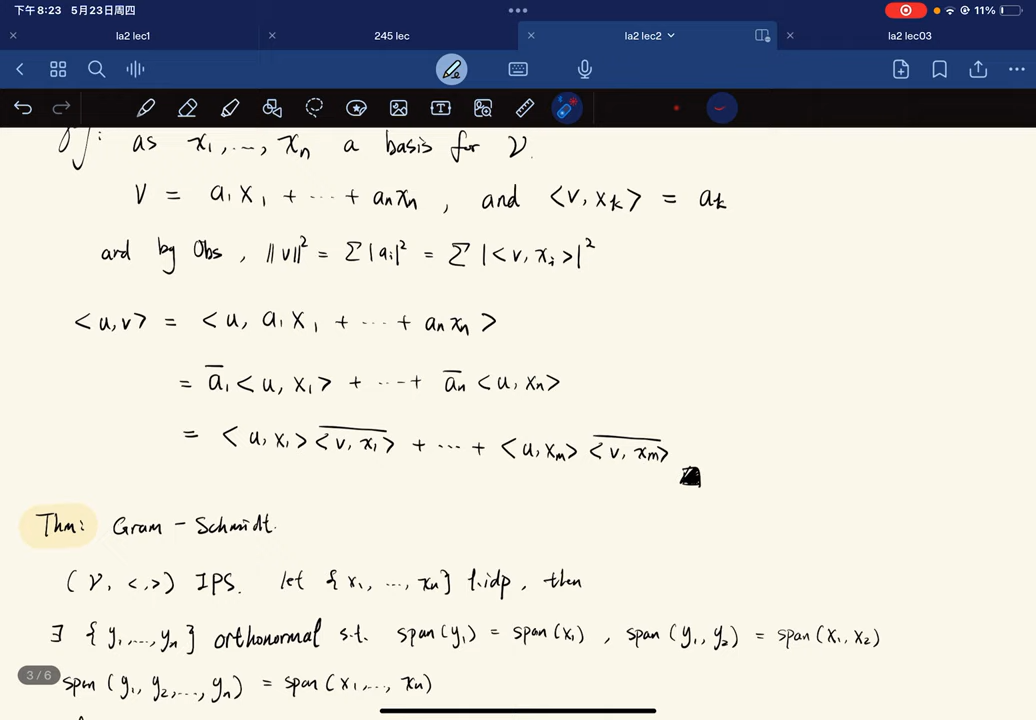 下午8:23 5月23日周四 11%
la2 lec1 245 lec la2 lec2 la2 lec03
Pf: as x₁, ..., xₙ a basis for V.
V = a₁x₁ + ... + aₙxₙ, and <v, xₖ> = aₖ
and by Obs, ||v||² = Σ|aᵢ|² = Σ |<v, xᵢ>|²
<u,v> = <u, a₁x₁ + ... + aₙxₙ>
= a̅₁<u, x₁> + ... + a̅ₙ<u, xₙ>
= <u, x₁> \overline{<v, x₁>} + ... + <u, xₘ> \overline{<v, xₘ>}
Thm: Gram - Schmidt.
(V, <,>) IPS. let {x₁, ..., xₙ} l.idp, then
∃ {y₁, ..., yₙ} orthonormal s.t. span(y₁) = span(x₁), span(y₁, y₂) = span(x₁, x₂)
3/6 span(y₁, y₂, ..., yₙ) = span(x₁, ..., xₙ)